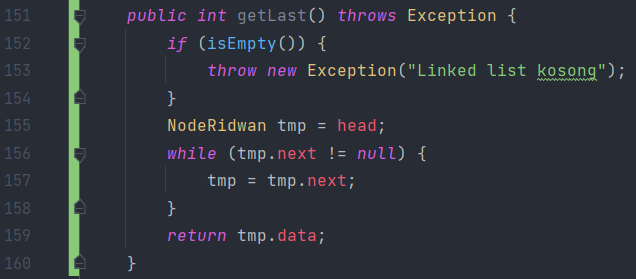 151 public int getLast() throws Exception {
152 if (isEmpty()) {
153 throw new Exception("Linked list kosong");
154 }
155 NodeRidwan tmp = head;
156 while (tmp.next != null) {
157 tmp = tmp.next;
158 }
159 return tmp.data;
160 }